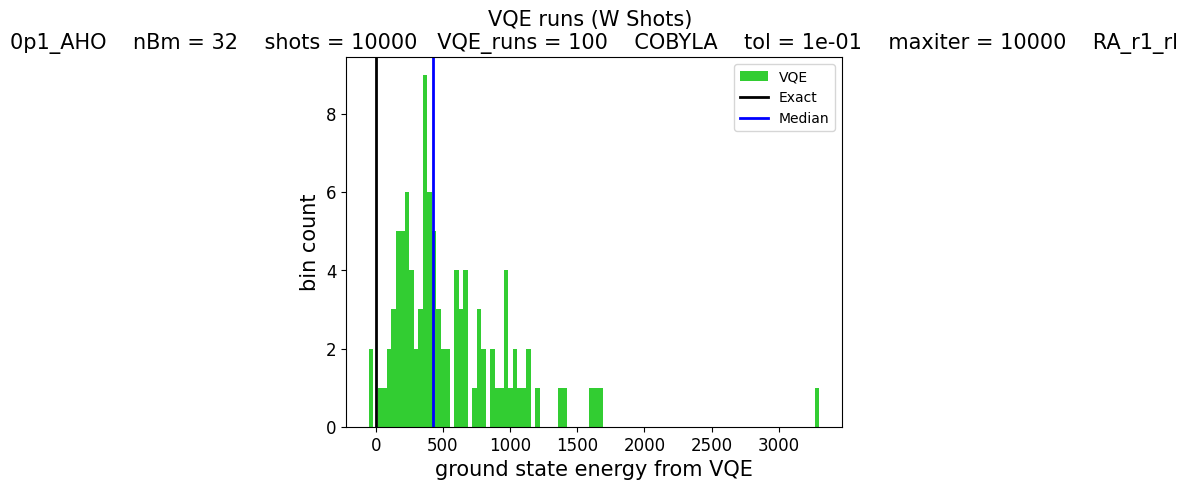 VQE runs (W Shots)
0p1_AHO    nBm = 32    shots = 10000   VQE_runs = 100    COBYLA    tol = 1e-01    maxiter = 10000    RA_r1_rl
VQE
Exact
Median
8
6
4
2
0
bin count
0 500 1000 1500 2000 2500 3000
ground state energy from VQE